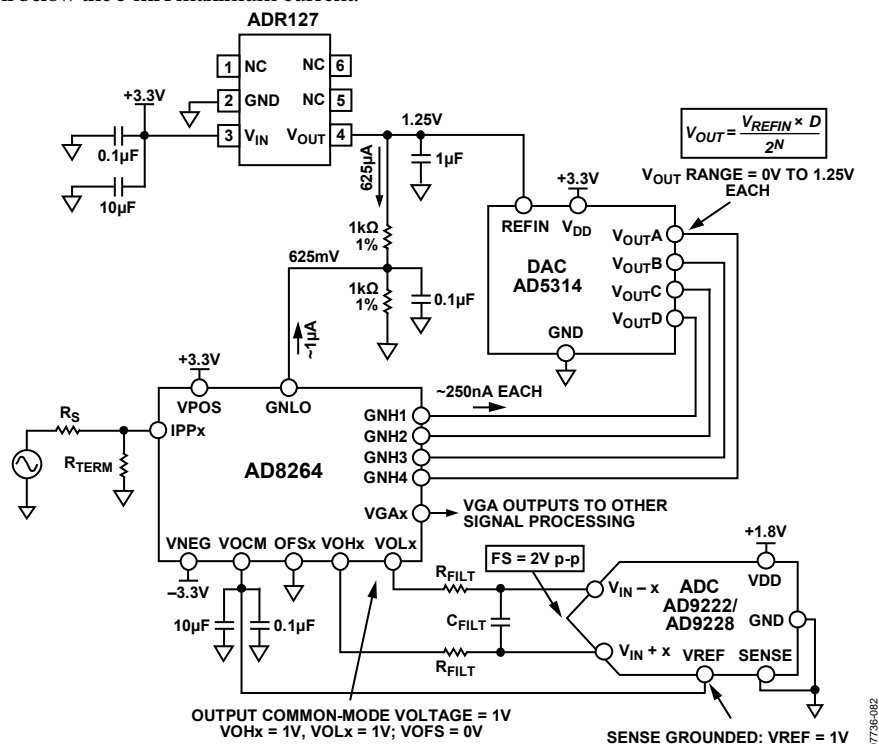 ADR127
1 NC
NC 6
2 GND
NC 5
3 VIN
VOUT 4
+3.3V
0.1µF
10µF
1.25V
625µA
1µF
1kΩ
1%
625mV
1kΩ
1%
0.1µF
~1µA
VOUT = VREFIN × D / 2N
VOUT RANGE = 0V TO 1.25V
EACH
+3.3V
REFIN VDD
DAC
AD5314
VOUTA
VOUTB
VOUTC
VOUTD
GND
+3.3V
VPOS
GNLO
~250nA EACH
RS
IPPx
RTERM
AD8264
GNH1
GNH2
GNH3
GNH4
VGAx
VGA OUTPUTS TO OTHER
SIGNAL PROCESSING
VNEG VOCM OFSx VOHx VOLx
–3.3V
10µF
0.1µF
RFILT
CFILT
RFILT
FS = 2V p-p
+1.8V
VDD
VIN – x
ADC
AD9222/
AD9228
GND
VIN + x
VREF SENSE
OUTPUT COMMON-MODE VOLTAGE = 1V
VOHx = 1V, VOLx = 1V; VOFS = 0V
SENSE GROUNDED: VREF = 1V